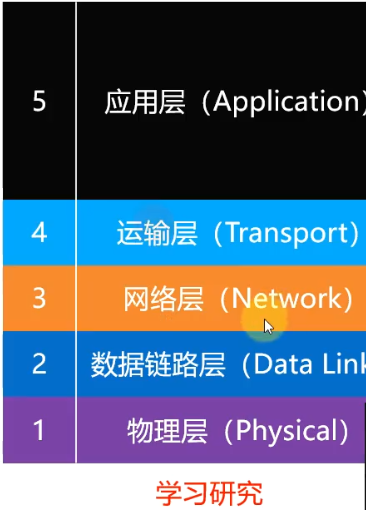 5 应用层（Application）
4 运输层（Transport）
3 网络层（Network）
2 数据链路层（Data Link
1 物理层（Physical）
学习研究